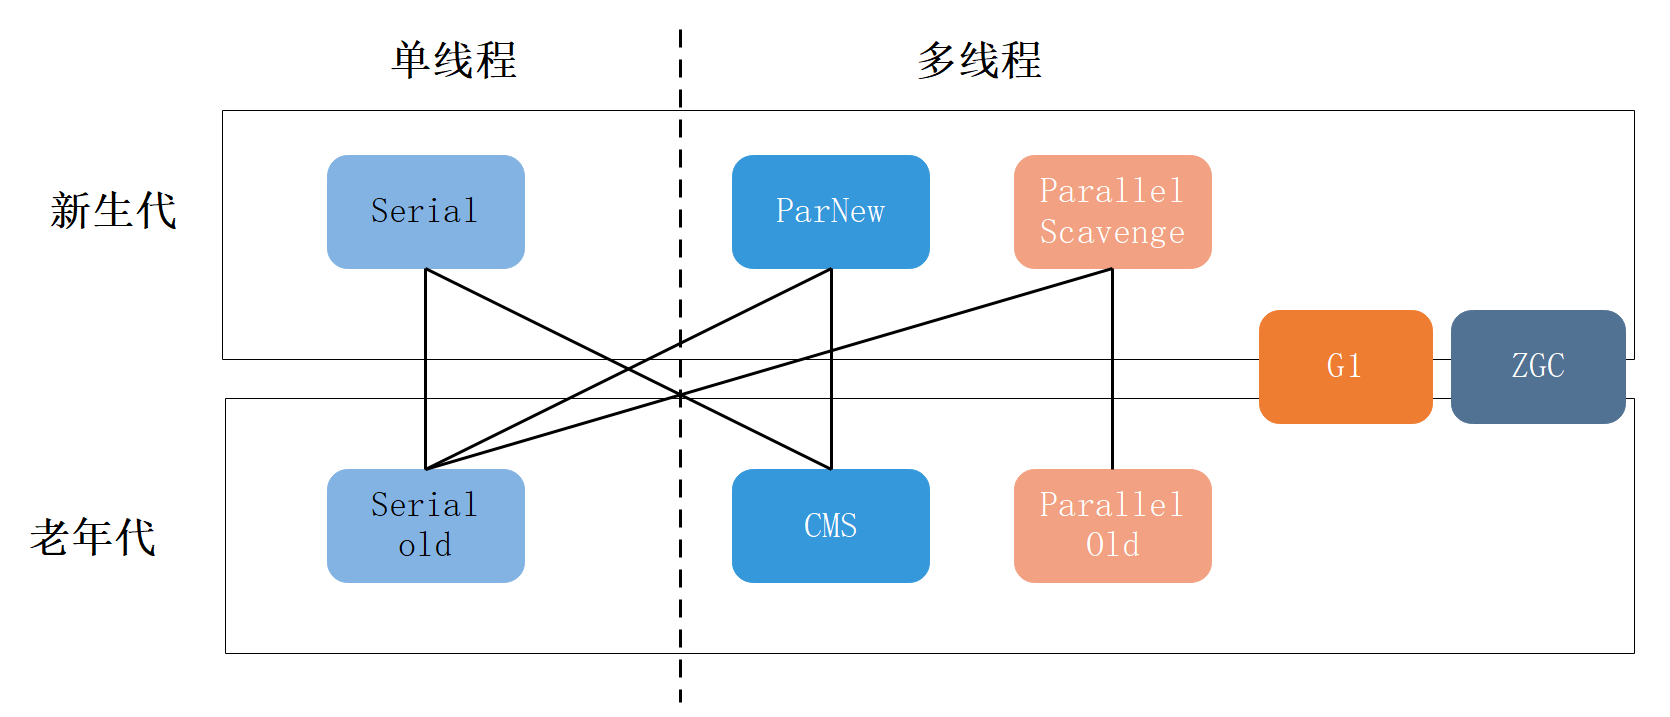 单线程
多线程
新生代
Serial
ParNew
Parallel
Scavenge
G1
ZGC
老年代
Serial
old
CMS
Parallel
Old